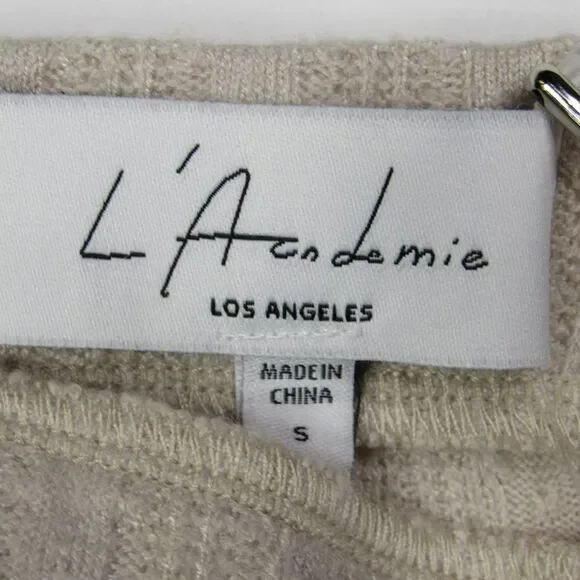 L'Academie
LOS ANGELES
MADE IN
CHINA
S